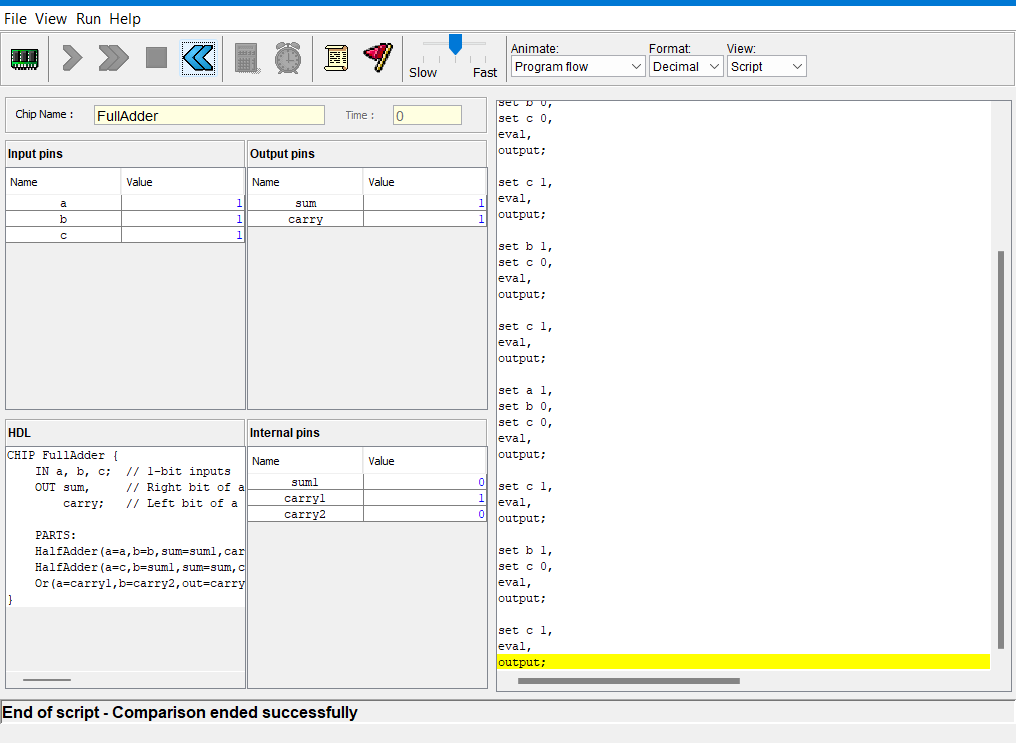 File View Run Help
Slow Fast
Animate: Format: View:
Program flow Decimal Script
Chip Name : FullAdder Time : 0
Input pins
Name Value
a 1
b 1
c 1
Output pins
Name Value
sum 1
carry 1
HDL
CHIP FullAdder {
IN a, b, c; // 1-bit inputs
OUT sum, // Right bit of a
carry; // Left bit of a
PARTS:
HalfAdder(a=a,b=b,sum=sum1,car
HalfAdder(a=c,b=sum1,sum=sum,c
Or(a=carry1,b=carry2,out=carry
}
Internal pins
Name Value
sum1 0
carry1 1
carry2 0
set b 0,
set c 0,
eval,
output;
set c 1,
eval,
output;
set b 1,
set c 0,
eval,
output;
set c 1,
eval,
output;
set a 1,
set b 0,
set c 0,
eval,
output;
set c 1,
eval,
output;
set b 1,
set c 0,
eval,
output;
set c 1,
eval,
output;
End of script - Comparison ended successfully